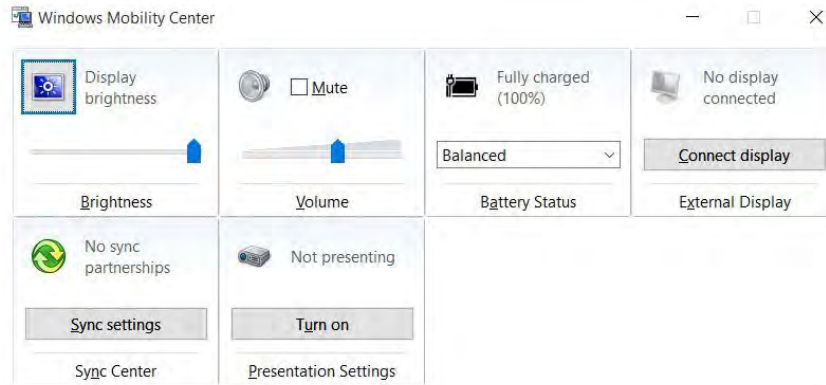 Windows Mobility Center
Display
brightness
Brightness
Mute
Volume
Fully charged
(100%)
Balanced
Battery Status
No display
connected
Connect display
External Display
No sync
partnerships
Sync settings
Sync Center
Not presenting
Turn on
Presentation Settings